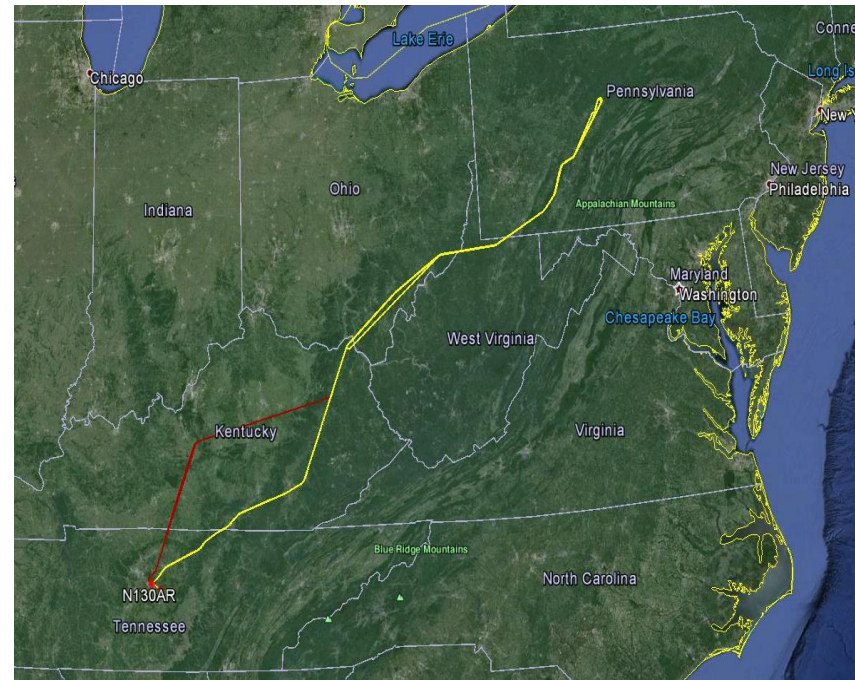 Lake Erie
Conne
Chicago
Long Is
Pennsylvania
New Y
New Jersey
Ohio
Philadelphia
Indiana
Appalachian Mountains
Maryland
Washington
Chesapeake Bay
West Virginia
Kentucky
Virginia
Blue Ridge Mountains
North Carolina
N130AR
Tennessee